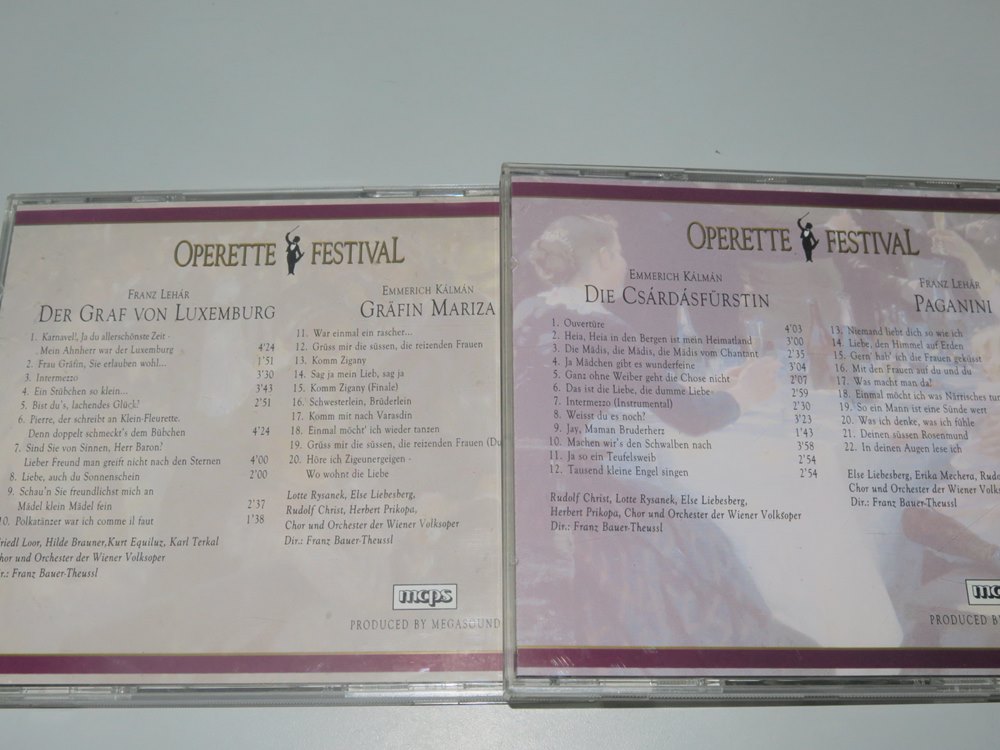 OPERETTE FESTIVAL
FRANZ LEHÁR
DER GRAF VON LUXEMBURG
1. Karnevel!, Ja du allerschönste Zeit -
Mein Ahnherr war der Luxemburg 4'24
2. Frau Gräfin, Sie erlauben wohl... 1'51
3. Intermezzo 3'30
4. Ein Stübchen so klein... 3'43
5. Bist du's, lachendes Glück? 2'51
6. Pierre, der schreibt an Klein-Fleurette.
Denn doppelt schmeckt's dem Bübchen 4'24
7. Sind Sie von Sinnen, Herr Baron?
Lieber Freund man greift nicht nach den Sternen 4'00
8. Liebe, auch du Sonnenschein 2'00
9. Schau'n Sie freundlichst mich an
Mädel klein Mädel fein 2'37
10. Polkatänzer war ich comme il faut 1'38
riedl Loor, Hilde Brauner,Kurt Equiluz, Karl Terkal
hor und Orchester der Wiener Volksoper
r.: Franz Bauer-Theussl
EMMERICH KÁLMÁN
GRÄFIN MARIZA
11. War einmal ein rascher...
12. Grüss mir die süssen, die reizenden Frauen
13. Komm Zigany
14. Sag ja mein Lieb, sag ja
15. Komm Zigany (Finale)
16. Schwesterlein, Brüderlein
17. Komm mit nach Varasdin
18. Einmal möcht' ich wieder tanzen
19. Grüss mir die süssen, die reizenden Frauen (Du
20. Höre ich Zigeunergeigen -
Wo wohnt die Liebe
Lotte Rysanek, Else Liebesberg,
Rudolf Christ, Herbert Prikopa,
Chor und Orchester der Wiener Volksoper
Dir.: Franz Bauer-Theussl
mcps
PRODUCED BY MEGASOUND
OPERETTE FESTIVAL
EMMERICH KÁLMÁN
DIE CSÁRDÁSFÜRSTIN
1. Ouvertüre 4'03
2. Heia, Heia in den Bergen ist mein Heimatland 3'00
3. Die Mädis, die Mädis, die Mädis vom Chantant 2'35
4. Ja Mädchen gibt es wunderfeine 3'04
5. Ganz ohne Weiber geht die Chose nicht 2'07
6. Das ist die Liebe, die dumme Liebe 2'59
7. Intermezzo (Instrumental) 2'30
8. Weisst du es noch? 3'23
9. Jay, Maman Bruderherz 1'43
10. Machen wir's den Schwalben nach 3'58
11. Ja so ein Teufelsweib 2'54
12. Tausend kleine Engel singen 2'54
Rudolf Christ, Lotte Rysanek, Else Liebesberg,
Herbert Prikopa, Chor und Orchester der Wiener Volksoper
Dir.: Franz Bauer-Theussl
FRANZ LEHÁR
PAGANINI
13. Niemand liebt dich so wie ich
14. Liebe, den Himmel auf Erden
15. Gern' hab' ich die Frauen geküsst
16. Mit den Frauen auf du und du
17. Was macht man da?
18. Einmal möcht ich was Närrisches tun
19. So ein Mann ist eine Sünde wert
20. Was ich denke, was ich fühle
21. Deinen süssen Rosenmund
22. In deinen Augen lese ich
Else Liebesberg, Erika Mechera, Rudo
Chor und Orchester der Wiener Volks
Dir.: Franz Bauer-Theussl
mc
PRODUCED B